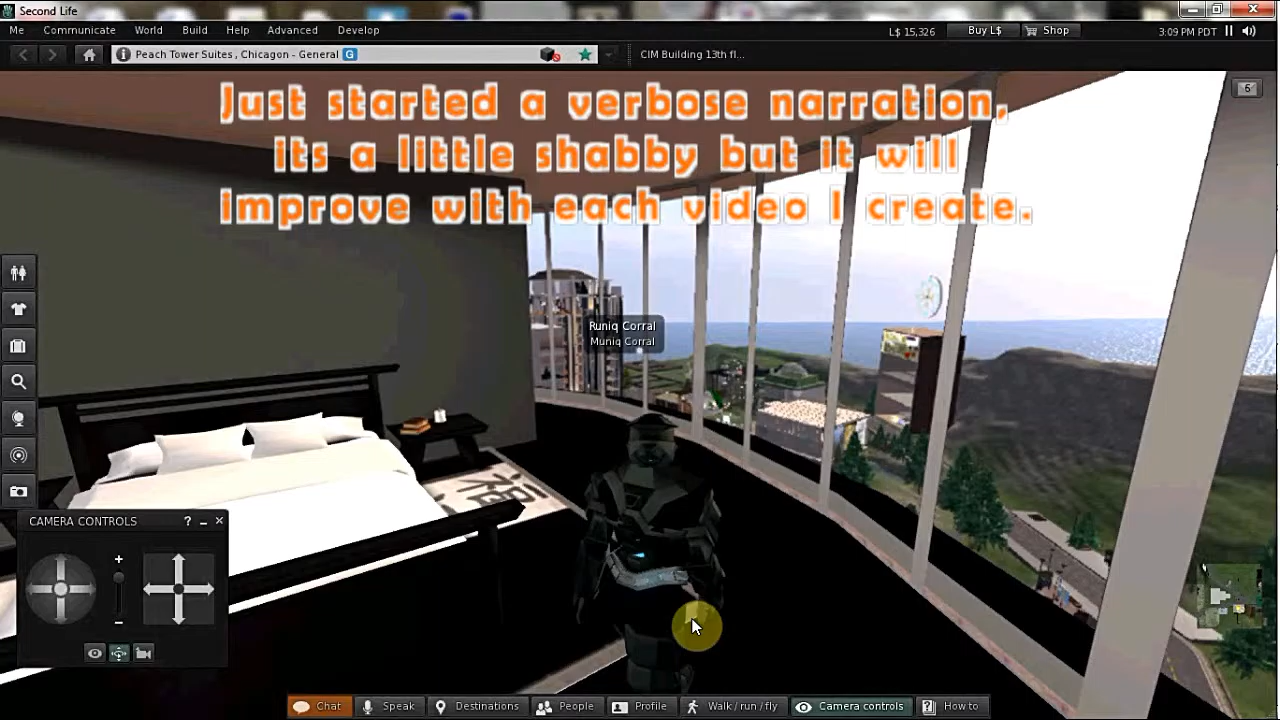 Second Life
Me Communicate World Build Help Advanced Develop
L$ 15,326 Buy L$ Shop 3:09 PM PDT
Peach Tower Suites , Chicagon - General G
CIM Building 13th fl...
Just started a verbose narration,
its a little shabby but it will
improve with each video I create.
6
Runiq Corral
Muniq Corral
福
CAMERA CONTROLS ?
Chat Speak Destinations People Profile Walk / run / fly Camera controls How to